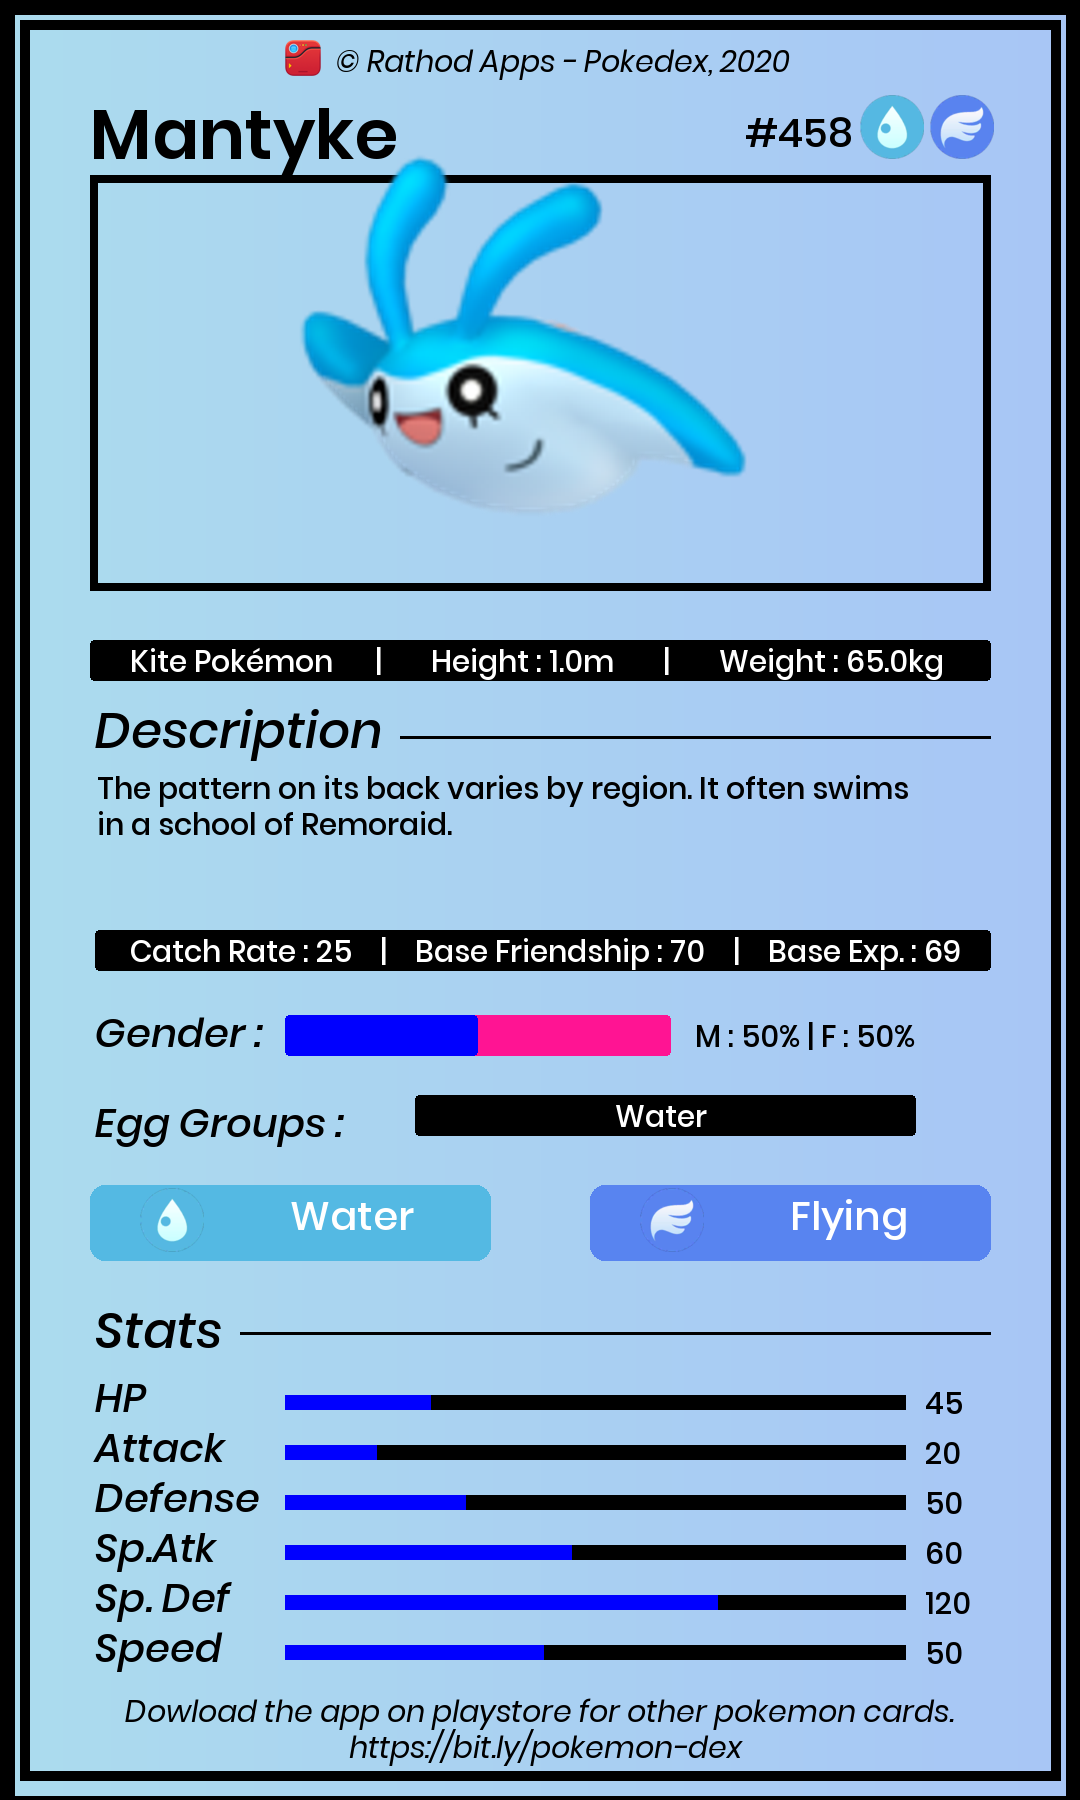 © Rathod Apps - Pokedex, 2020
Mantyke #458
Kite Pokémon | Height : 1.0m | Weight : 65.0kg
Description
The pattern on its back varies by region. It often swims
in a school of Remoraid.
Catch Rate : 25 | Base Friendship : 70 | Base Exp. : 69
Gender : M : 50% | F : 50%
Egg Groups : Water
Water Flying
Stats
HP 45
Attack 20
Defense 50
Sp.Atk 60
Sp. Def 120
Speed 50
Dowload the app on playstore for other pokemon cards.
https://bit.ly/pokemon-dex